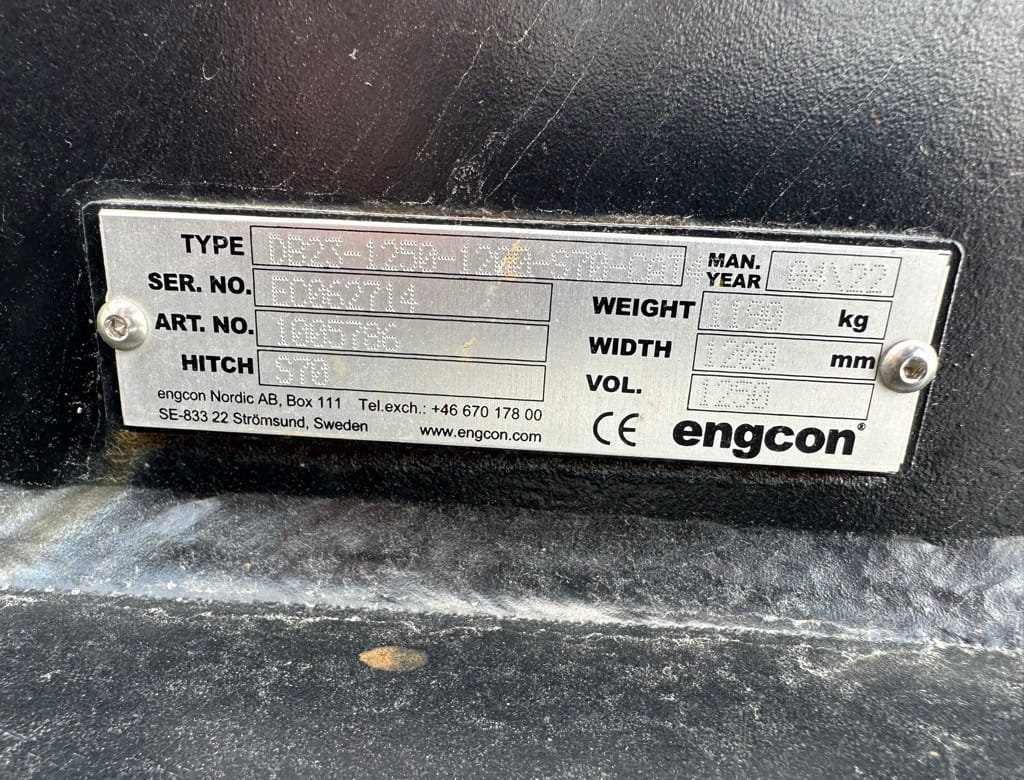 TYPE DB23-1250-1200-S70-CA14
MAN. YEAR 04\22
SER. NO. ED062714
WEIGHT 1190 kg
ART. NO. 1005786
WIDTH 1200 mm
HITCH S70
VOL. 1250
engcon Nordic AB, Box 111 Tel.exch.: +46 670 178 00
SE-833 22 Strömsund, Sweden www.engcon.com
CE engcon®